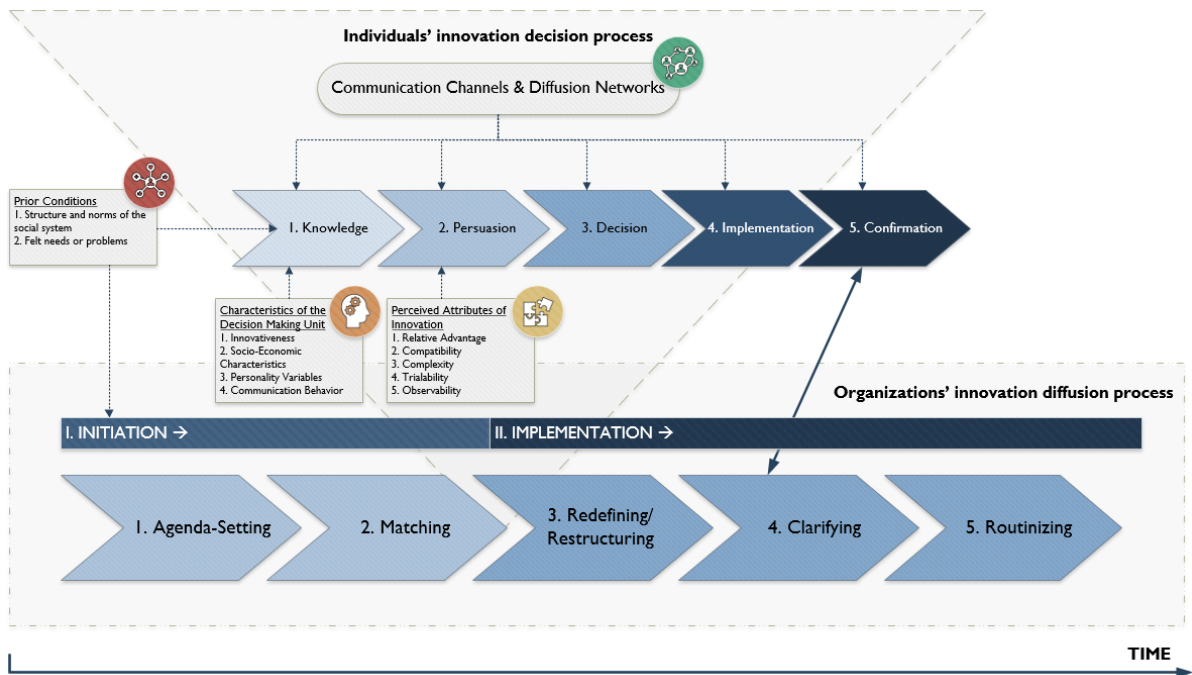 Individuals' innovation decision process
Communication Channels & Diffusion Networks
Prior Conditions
1. Structure and norms of the
social system
2. Felt needs or problems
1. Knowledge
2. Persuasion
3. Decision
4. Implementation
5. Confirmation
Characteristics of the
Decision Making Unit
1. Innovativeness
2. Socio-Economic
Characteristics
3. Personality Variables
4. Communication Behavior
Perceived Attributes of
Innovation
1. Relative Advantage
2. Compatibility
3. Complexity
4. Trialability
5. Observability
Organizations' innovation diffusion process
I. INITIATION →
II. IMPLEMENTATION →
1. Agenda-Setting
2. Matching
3. Redefining/
Restructuring
4. Clarifying
5. Routinizing
TIME